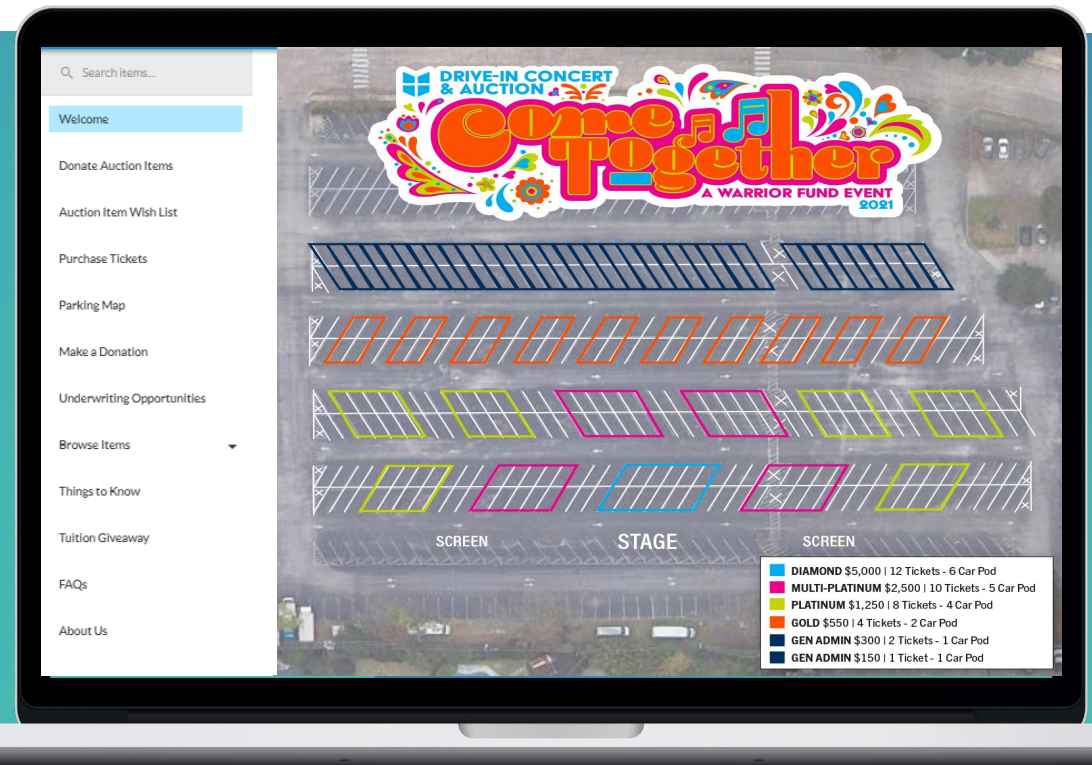 Search items...
Welcome
Donate Auction Items
Auction Item Wish List
Purchase Tickets
Parking Map
Make a Donation
Underwriting Opportunities
Browse Items
Things to Know
Tuition Giveaway
FAQs
About Us
DRIVE-IN CONCERT
& AUCTION
Come
Together
A WARRIOR FUND EVENT
2021
SCREEN STAGE SCREEN
DIAMOND $5,000 | 12 Tickets - 6 Car Pod
MULTI-PLATINUM $2,500 | 10 Tickets - 5 Car Pod
PLATINUM $1,250 | 8 Tickets - 4 Car Pod
GOLD $550 | 4 Tickets - 2 Car Pod
GEN ADMIN $300 | 2 Tickets - 1 Car Pod
GEN ADMIN $150 | 1 Ticket - 1 Car Pod